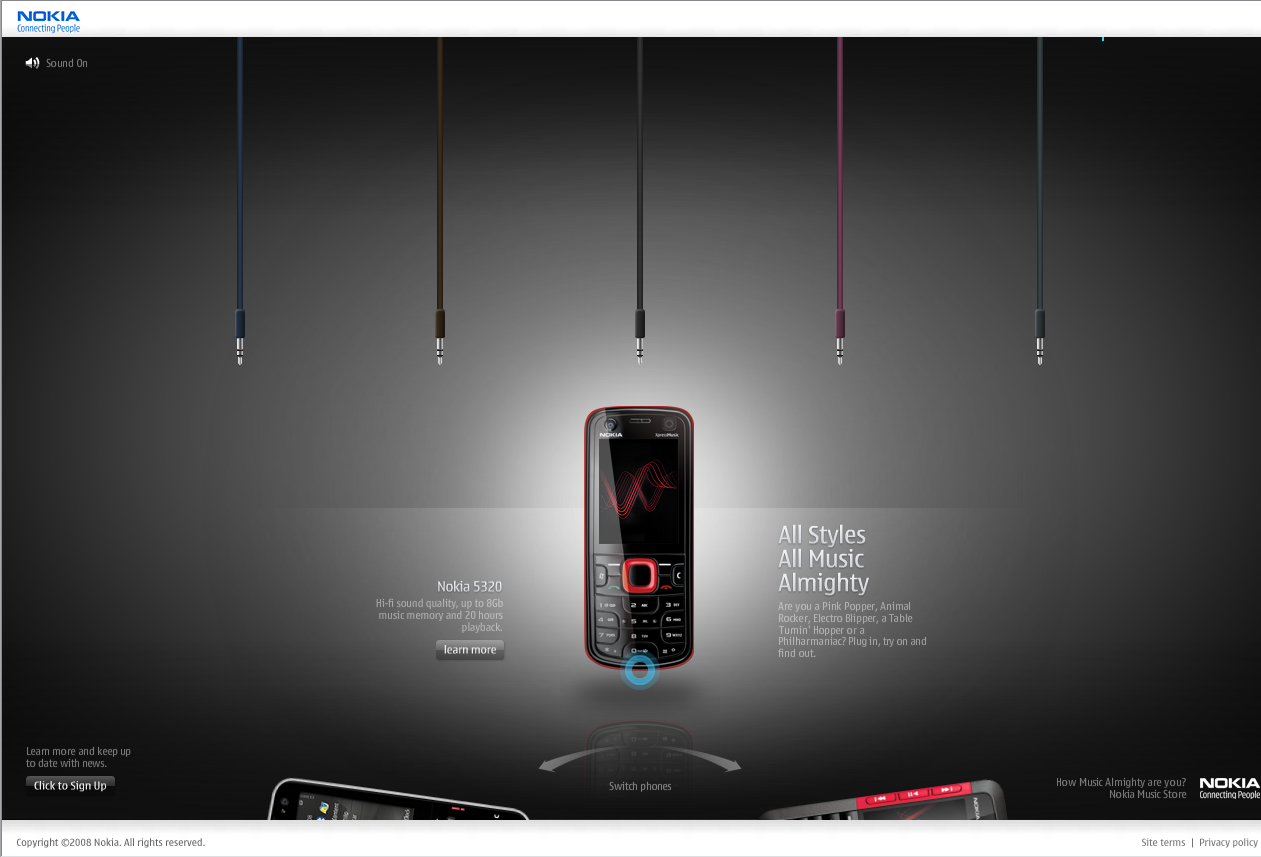 NOKIA
Connecting People
Sound On
NOKIA
XpressMusic
All Styles
All Music
Almighty
Nokia 5320
Hi-fi sound quality, up to 8Gb
music memory and 20 hours
playback.
learn more
Are you a Pink Popper, Animal
Rocker, Electro Blipper, a Table
Turnin' Hopper or a
Philharmaniac? Plug in, try on and
find out.
Learn more and keep up
to date with news.
Click to Sign Up
Switch phones
How Music Almighty are you?
Nokia Music Store
NOKIA
Connecting People
Copyright ©2008 Nokia. All rights reserved.
Site terms | Privacy policy